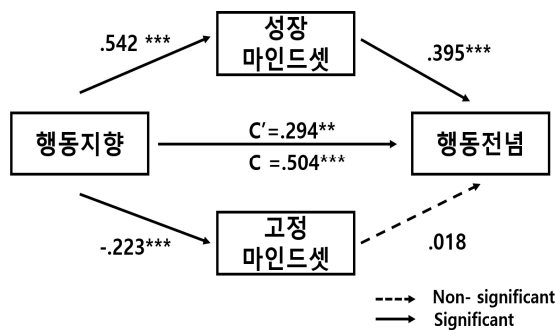 성장
마인드셋
.542 ***
.395***
행동지향
C′=.294**
C =.504***
행동전념
-.223***
고정
마인드셋
.018
Non- significant
Significant